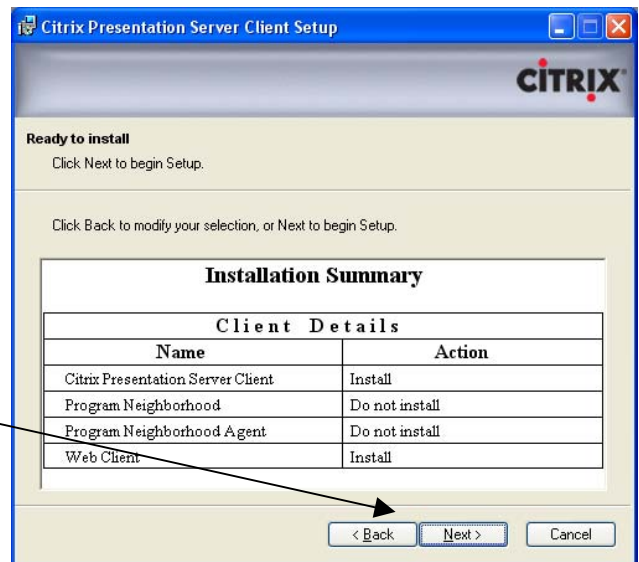 Citrix Presentation Server Client Setup
CITRIX
Ready to install
Click Next to begin Setup.
Click Back to modify your selection, or Next to begin Setup.
Installation Summary
Client Details
Name Action
Citrix Presentation Server Client Install
Program Neighborhood Do not install
Program Neighborhood Agent Do not install
Web Client Install
< Back Next > Cancel